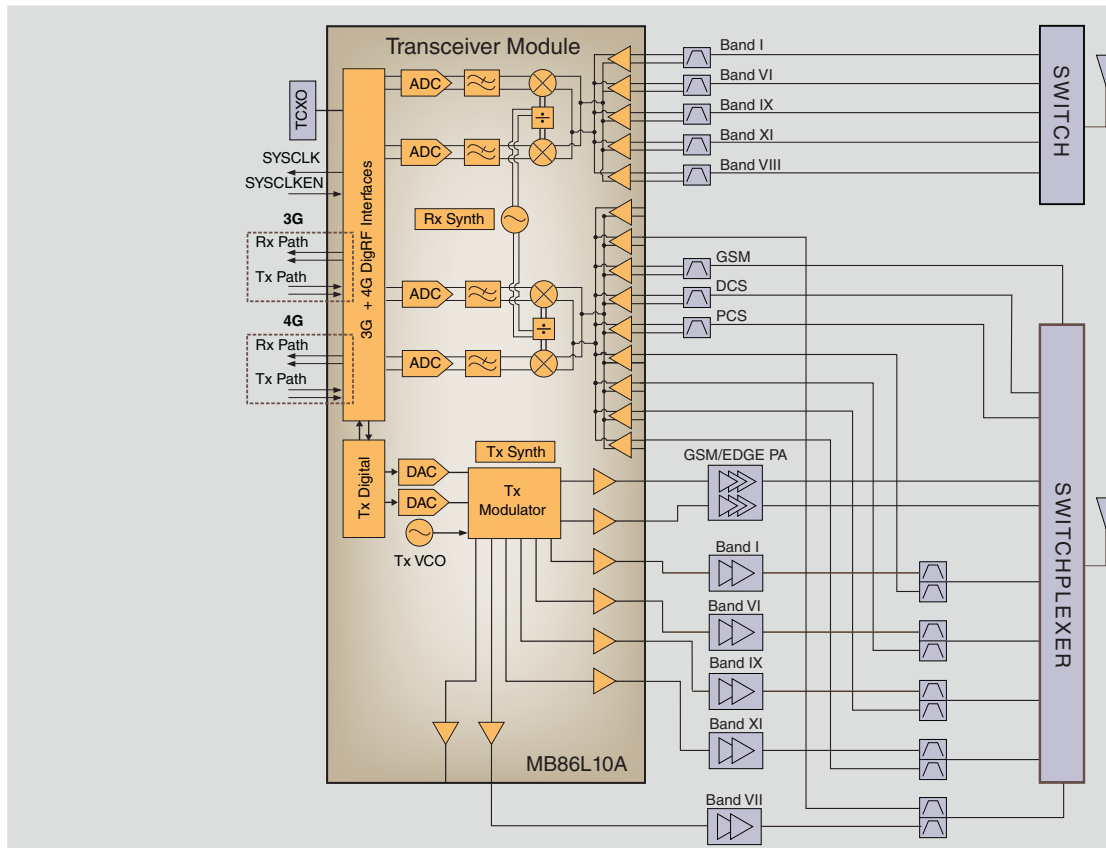 Transceiver Module
Band I
Band VI
Band IX
Band XI
Band VIII
SWITCH
TCXO
SYSCLK
SYSCLKEN
3G
Rx Path
Tx Path
4G
Rx Path
Tx Path
3G + 4G DigRF Interfaces
ADC
ADC
÷
Rx Synth
ADC
÷
ADC
GSM
DCS
PCS
Tx Digital
DAC
DAC
Tx Synth
Tx
Modulator
Tx VCO
GSM/EDGE PA
Band I
Band VI
Band IX
Band XI
Band VII
SWITCHPLEXER
MB86L10A